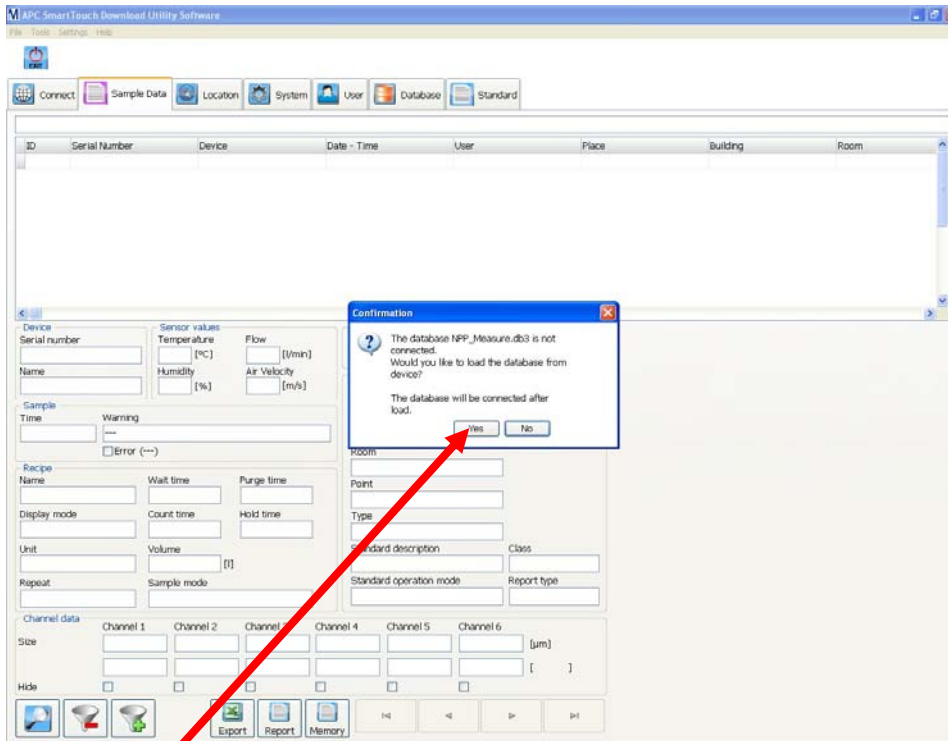 M APC SmartTouch Download Utility Software
File Tools Settings Help
EXIT
Connect Sample Data Location System User Database Standard
ID Serial Number Device Date - Time User Place Building Room
Confirmation
The database NPP_Measure.db3 is not
connected.
Would you like to load the database from
device?
The database will be connected after
load.
Yes No
Device
Serial number
Name
Sensor values
Temperature Flow
[°C] [l/min]
Humidity Air Velocity
[%] [m/s]
Sample
Time Warning
---
Error (---)
Recipe
Name Wait time Purge time
Display mode Count time Hold time
Unit Volume
[l]
Repeat Sample mode
Room
Point
Type
Standard description Class
Standard operation mode Report type
Channel data
Channel 1 Channel 2 Channel 3 Channel 4 Channel 5 Channel 6
Size [µm]
[ ]
Hide
Export Report Memory